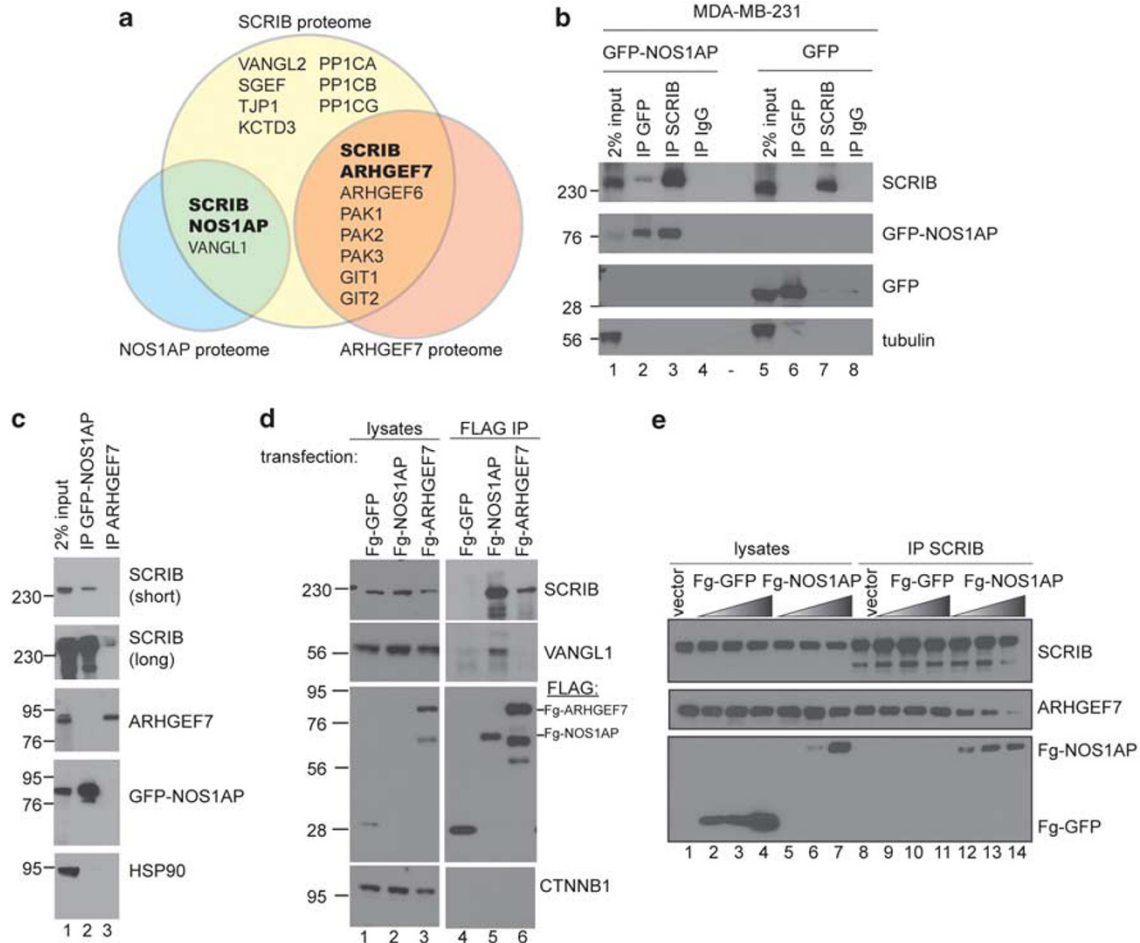 a
SCRIB proteome
VANGL2 PP1CA
SGEF PP1CB
TJP1 PP1CG
KCTD3
SCRIB
ARHGEF7
ARHGEF6
PAK1
PAK2
PAK3
GIT1
GIT2
SCRIB
NOS1AP
VANGL1
NOS1AP proteome
ARHGEF7 proteome
b
MDA-MB-231
GFP-NOS1AP GFP
2% input IP GFP IP SCRIB IP IgG 2% input IP GFP IP SCRIB IP IgG
230 SCRIB
76 GFP-NOS1AP
GFP
28
56 tubulin
1 2 3 4 - 5 6 7 8
c
2% input IP GFP-NOS1AP IP ARHGEF7
SCRIB
230 (short)
SCRIB
230 (long)
95 ARHGEF7
76
95 GFP-NOS1AP
76
95 HSP90
1 2 3
d
lysates FLAG IP
transfection:
Fg-GFP Fg-NOS1AP Fg-ARHGEF7 Fg-GFP Fg-NOS1AP Fg-ARHGEF7
230 SCRIB
56 VANGL1
FLAG:
95 Fg-ARHGEF7
76 Fg-NOS1AP
56
28
95 CTNNB1
1 2 3 4 5 6
e
lysates IP SCRIB
vector Fg-GFP Fg-NOS1AP vector Fg-GFP Fg-NOS1AP
SCRIB
ARHGEF7
Fg-NOS1AP
Fg-GFP
1 2 3 4 5 6 7 8 9 10 11 12 13 14